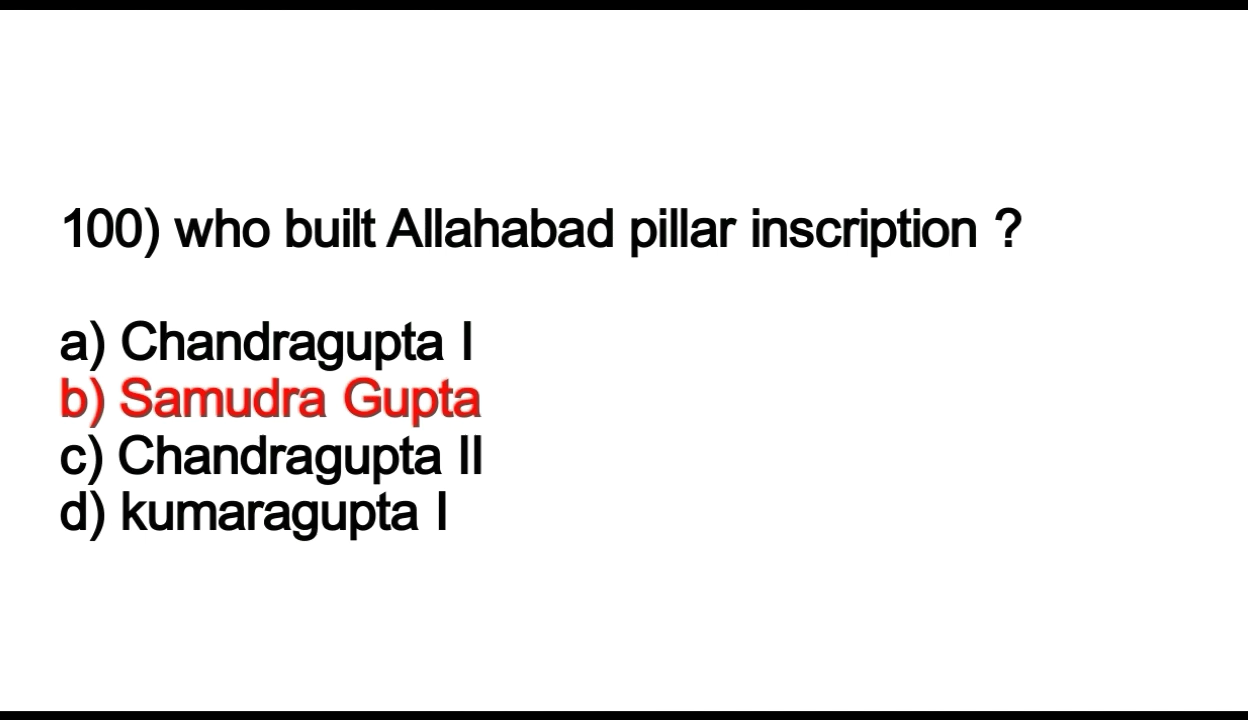 100) who built Allahabad pillar inscription ?
a) Chandragupta I
b) Samudra Gupta
c) Chandragupta II
d) kumaragupta I